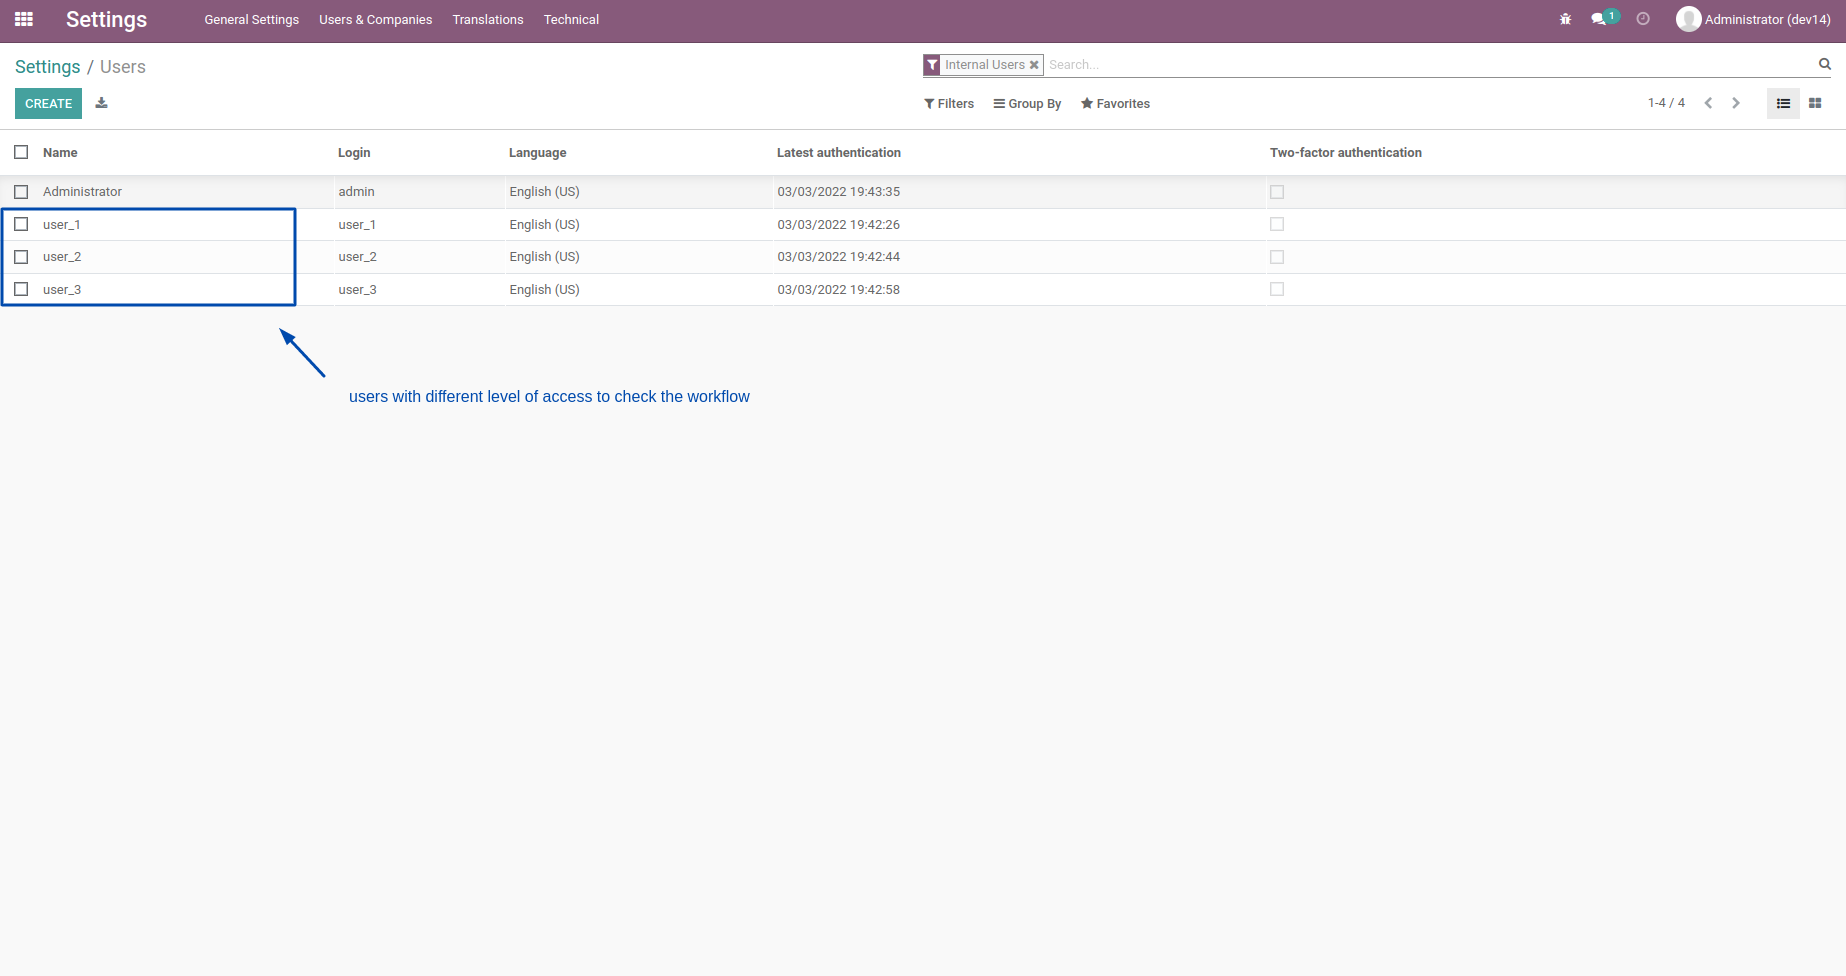 Settings General Settings Users & Companies Translations Technical 1 Administrator (dev14)
Settings / Users Internal Users Search...
CREATE Filters Group By Favorites 1-4 / 4
Name Login Language Latest authentication Two-factor authentication
Administrator admin English (US) 03/03/2022 19:43:35
user_1 user_1 English (US) 03/03/2022 19:42:26
user_2 user_2 English (US) 03/03/2022 19:42:44
user_3 user_3 English (US) 03/03/2022 19:42:58
users with different level of access to check the workflow